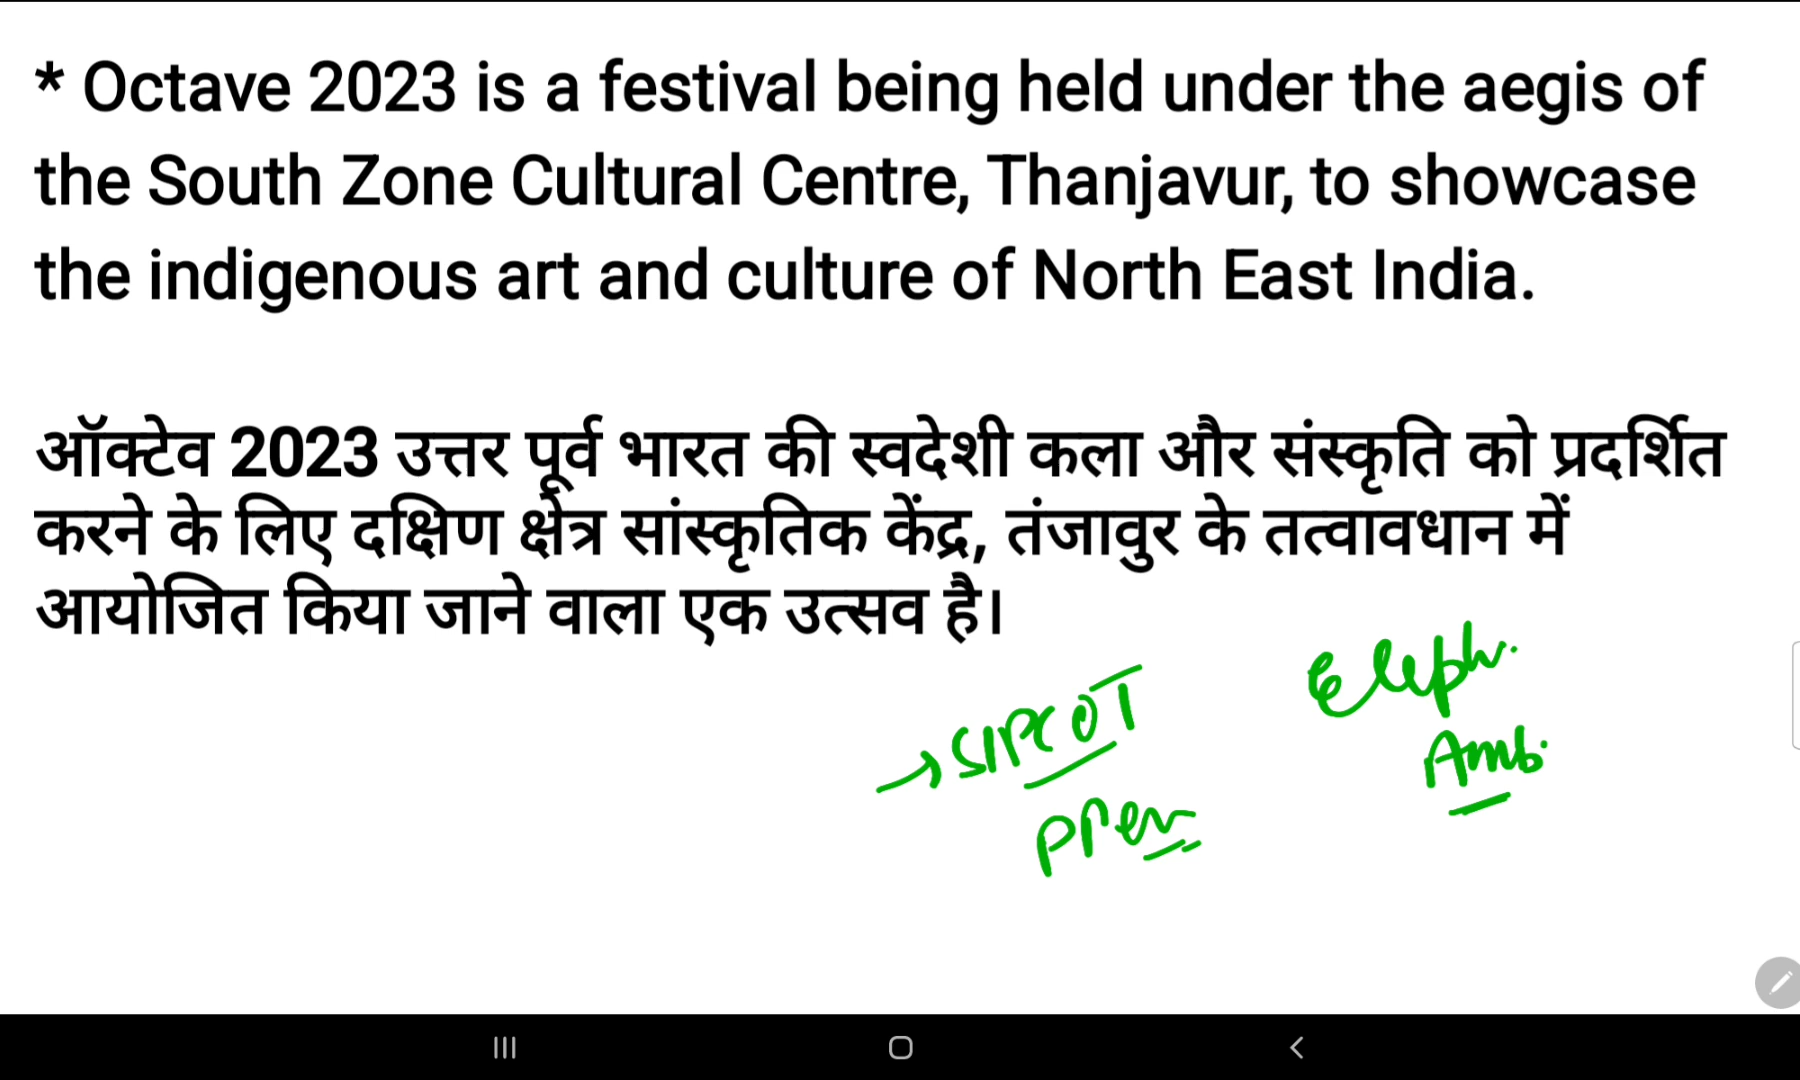 * Octave 2023 is a festival being held under the aegis of
the South Zone Cultural Centre, Thanjavur, to showcase
the indigenous art and culture of North East India.
ऑक्टेव 2023 उत्तर पूर्व भारत की स्वदेशी कला और संस्कृति को प्रदर्शित
करने के लिए दक्षिण क्षेत्र सांस्कृतिक केंद्र, तंजावुर के तत्वावधान में
आयोजित किया जाने वाला एक उत्सव है।
Eleph.
→ SIPCOT
Amb.